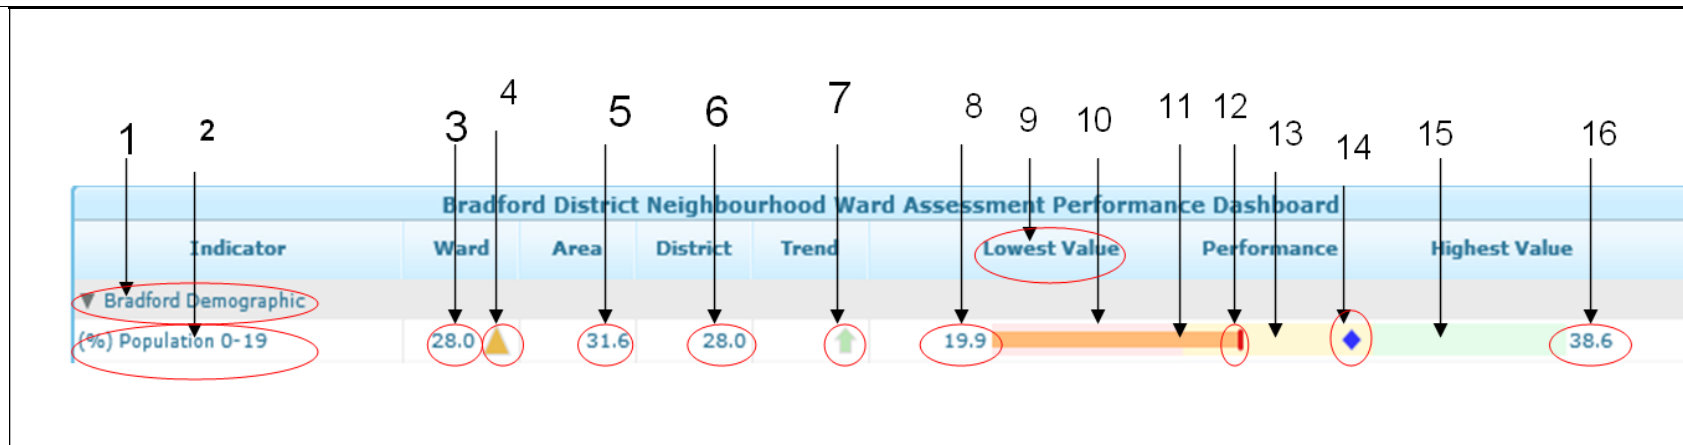 1 2 3 4 5 6 7 8 9 10 11 12 13 14 15 16
Bradford District Neighbourhood Ward Assessment Performance Dashboard
Indicator Ward Area District Trend Lowest Value Performance Highest Value
Bradford Demographic
(%) Population 0-19 28.0 31.6 28.0 19.9 38.6